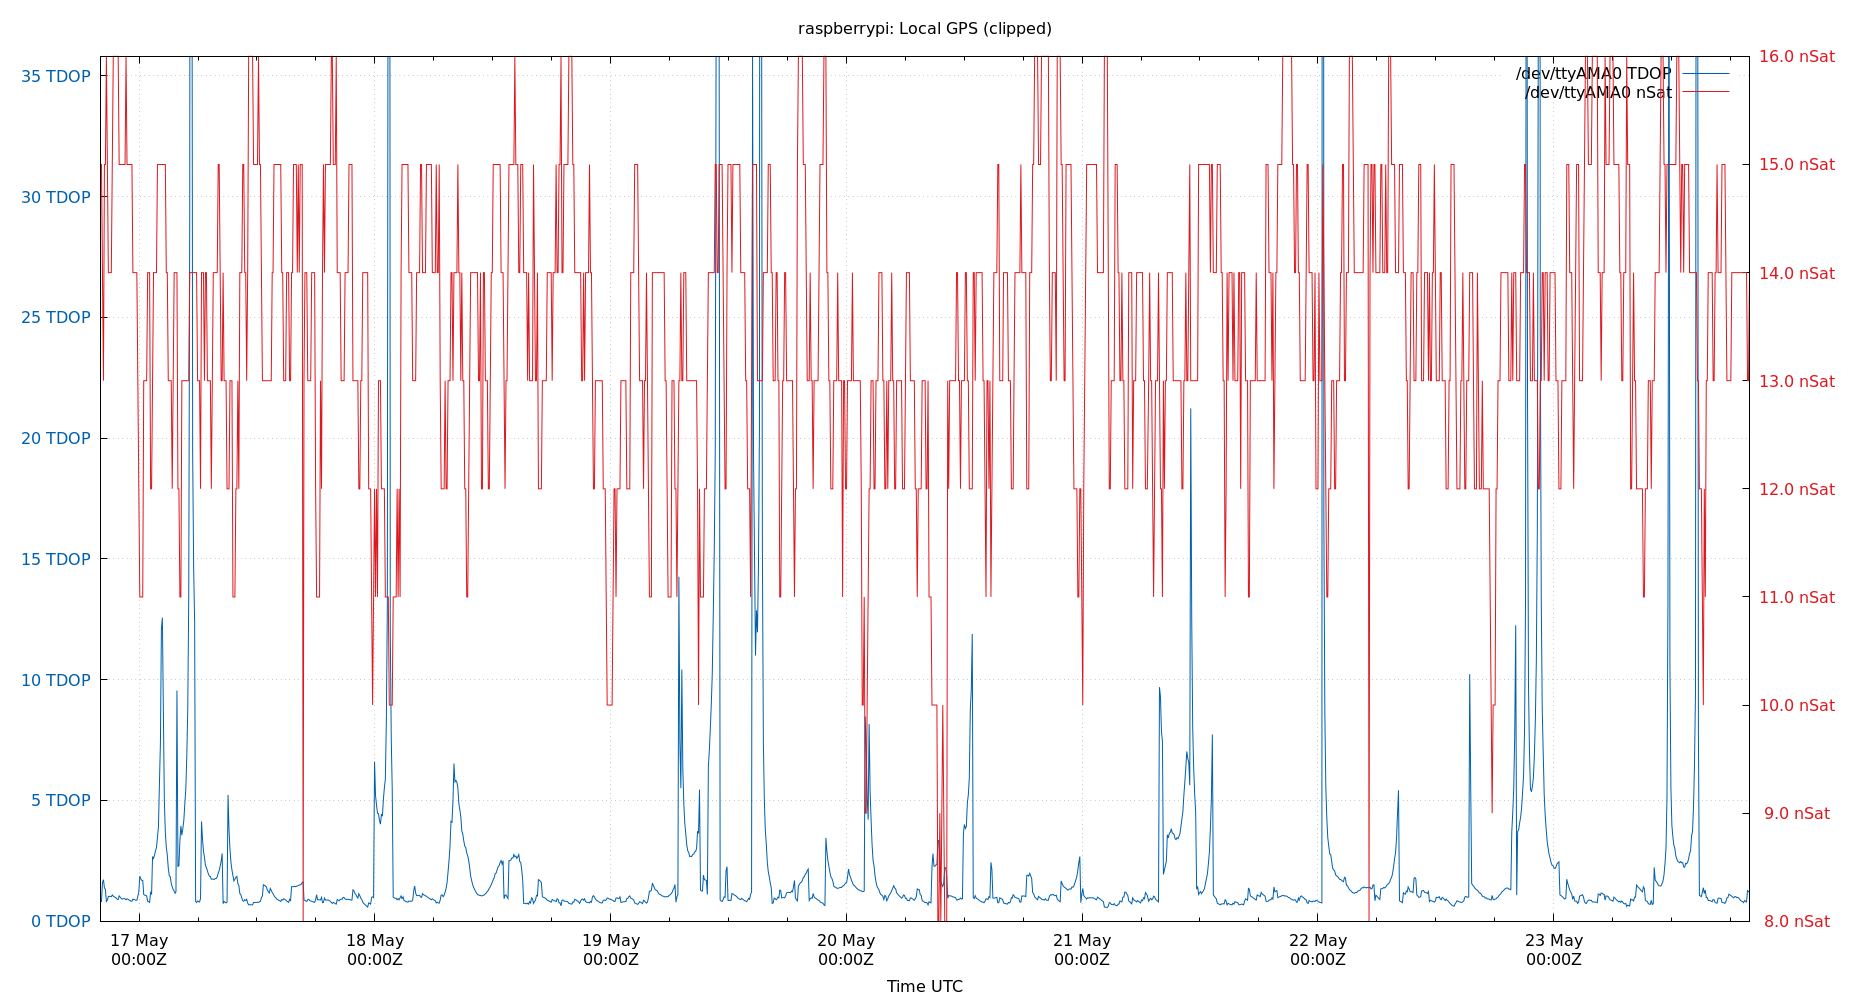 raspberrypi: Local GPS (clipped)
35 TDOP
30 TDOP
25 TDOP
20 TDOP
15 TDOP
10 TDOP
5 TDOP
0 TDOP
16.0 nSat
15.0 nSat
14.0 nSat
13.0 nSat
12.0 nSat
11.0 nSat
10.0 nSat
9.0 nSat
8.0 nSat
/dev/ttyAMA0 TDOP
/dev/ttyAMA0 nSat
17 May
00:00Z
18 May
00:00Z
19 May
00:00Z
20 May
00:00Z
21 May
00:00Z
22 May
00:00Z
23 May
00:00Z
Time UTC